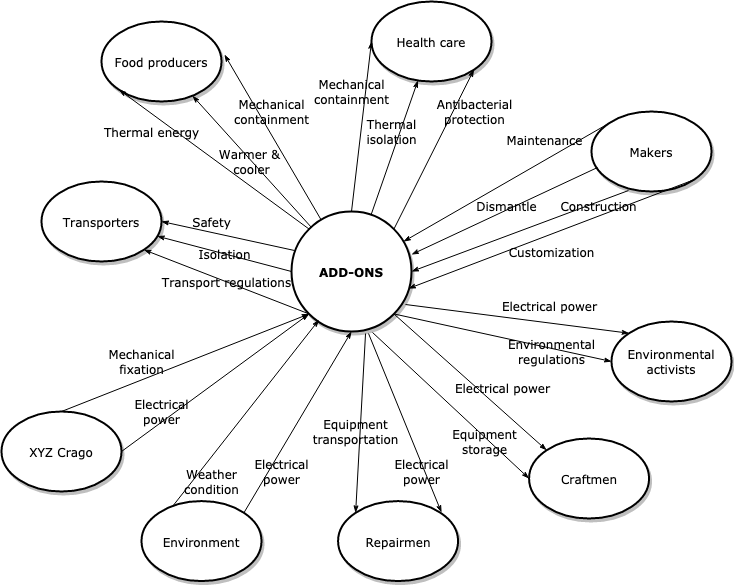 Health care
Food producers
Mechanical
containment
Mechanical
containment
Antibacterial
protection
Thermal energy
Thermal
isolation
Maintenance
Makers
Warmer &
cooler
Dismantle
Construction
Transporters
Safety
Isolation
Customization
ADD-ONS
Transport regulations
Electrical power
Environmental
regulations
Environmental
activists
Mechanical
fixation
Electrical power
Electrical
power
Equipment
transportation
Equipment
storage
XYZ Crago
Weather
condition
Electrical
power
Electrical
power
Craftmen
Environment
Repairmen